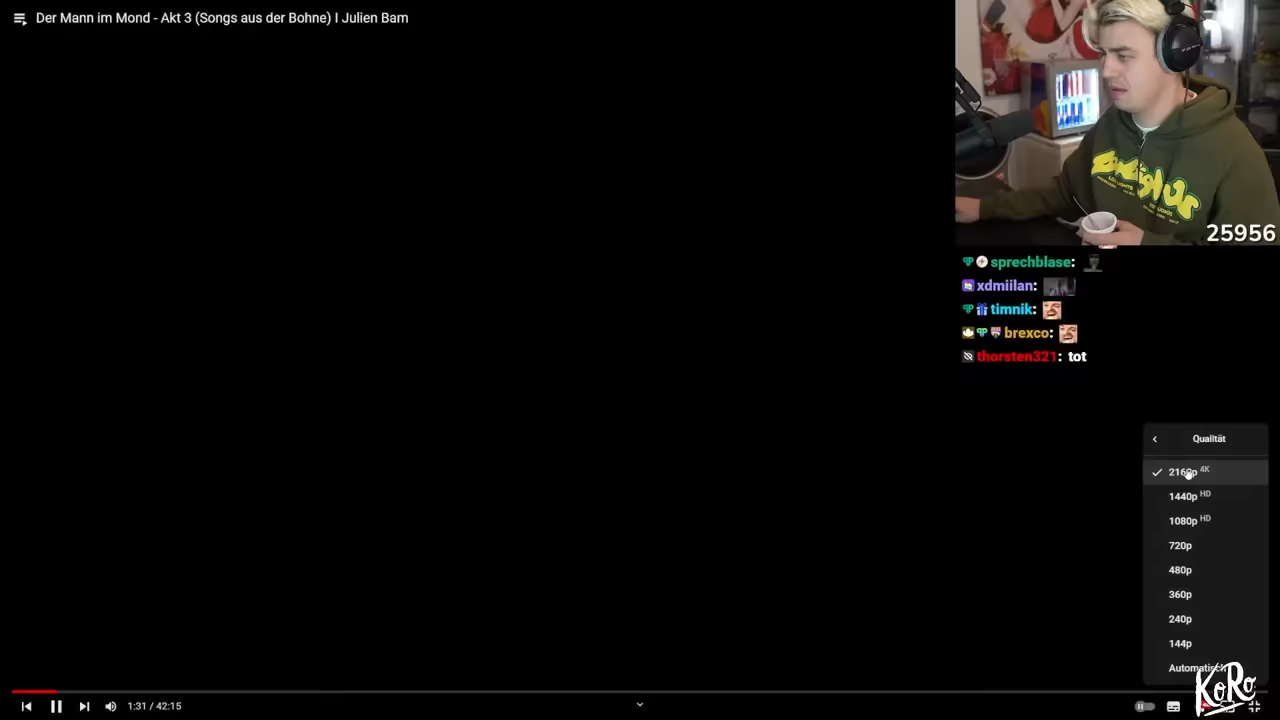 Der Mann im Mond - Akt 3 (Songs aus der Bohne) I Julien Bam
25956
sprechblase:
xdmiilan:
timnik:
brexco:
thorsten321: tot
Qualität
2160p 4K
1440p HD
1080p HD
720p
480p
360p
240p
144p
Automatisch
KoRo
1:31 / 42:15